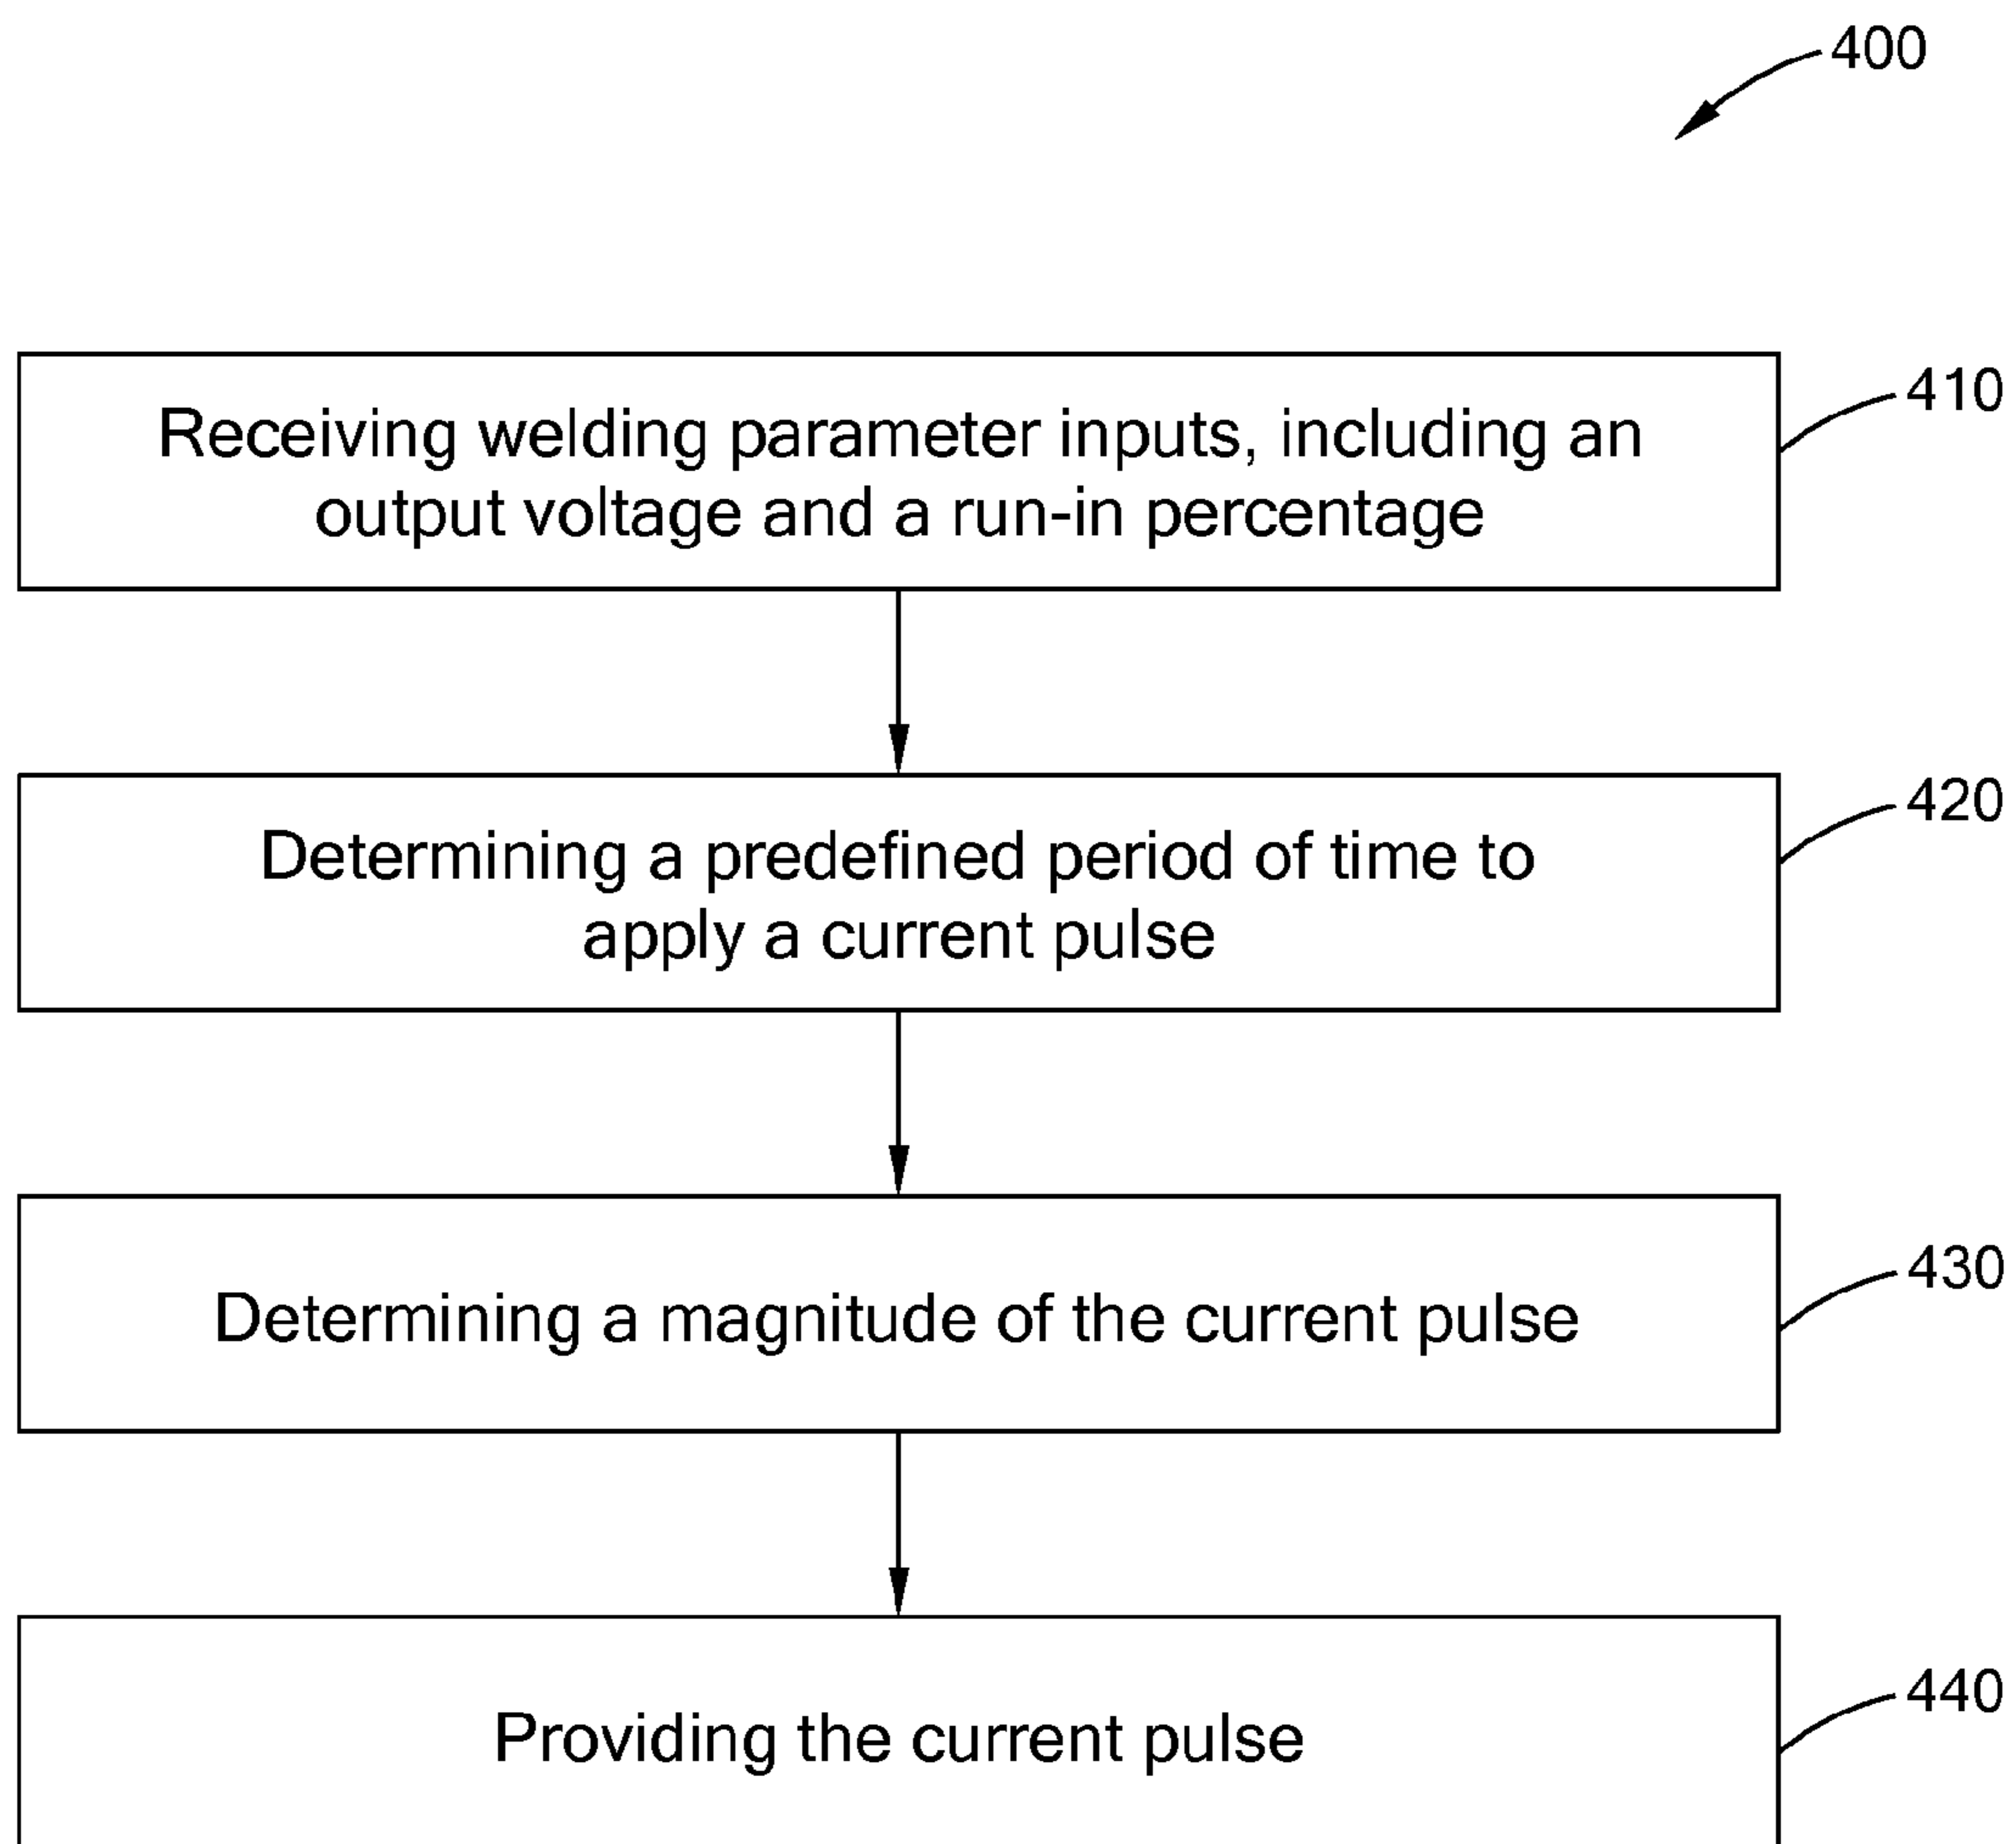 400
Receiving welding parameter inputs, including an
output voltage and a run-in percentage
410
Determining a predefined period of time to
apply a current pulse
420
Determining a magnitude of the current pulse
430
Providing the current pulse
440